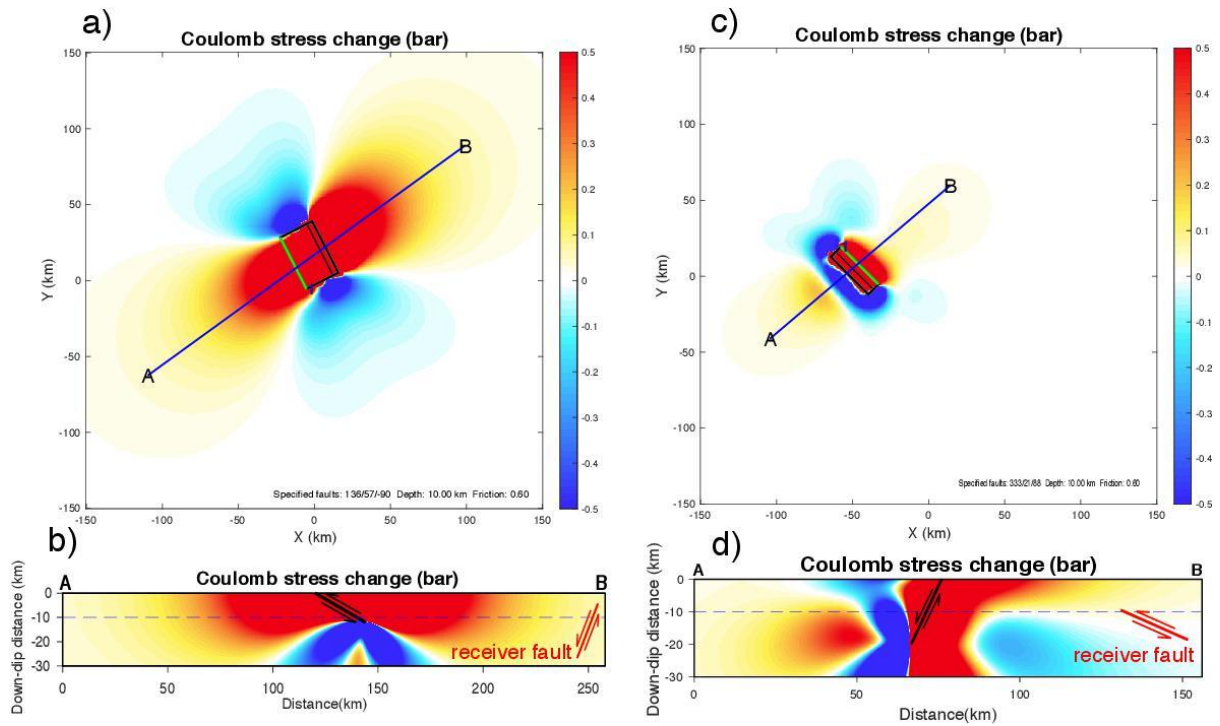 a)
Coulomb stress change (bar)
150
100
50
0
-50
-100
-150
-150 -100 -50 0 50 100 150
Y (km)
X (km)
A
B
Specified faults: 136/57/-90 Depth: 10.00 km Friction: 0.60
0.5
0.4
0.3
0.2
0.1
0
-0.1
-0.2
-0.3
-0.4
-0.5
b)
Coulomb stress change (bar)
A
B
Down-dip distance (km)
0
-10
-20
-30
receiver fault
0 50 100 150 200 250
Distance(km)
c)
Coulomb stress change (bar)
150
100
50
0
-50
-100
-150
-150 -100 -50 0 50 100 150
Y (km)
X (km)
A
B
Specified faults: 333/21/88 Depth: 10.00 km Friction: 0.60
0.5
0.4
0.3
0.2
0.1
0
-0.1
-0.2
-0.3
-0.4
-0.5
d)
Coulomb stress change (bar)
A
B
Down-dip distance (km)
0
-10
-20
-30
receiver fault
0 50 100 150
Distance(km)